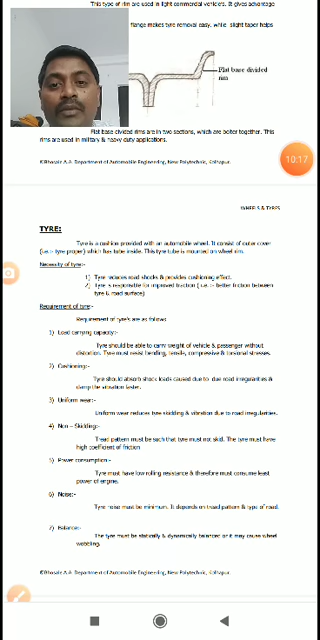 This type of rim are used in light commercial vehicle's. It gives advantage
flange makes tyre removal easy, while slight taper helps
Flat base divided
rim
Flat base divided rims are in two sections, which are bolter together. This
rims are used in military & heavy duty applications.
©Bhosale A.A. Department of Automobile Engineering, New Polytechnic, Kolhapur.
10:17
WHEELS & TYRES
TYRE:
Tyre is a cushion provided with an automobile wheel. It consist of outer cover
(i.e.:- tyre proper) which has tube inside. This tyre tube is mounted on wheel rim.
Necessity of tyre:-
1) Tyre reduces road shocks & provides cushioning effect.
2) Tyre is responsible for improved traction ( i.e. :- better friction between
tyre & road surface)
Requirement of tyre:-
Requirement of tyre's are as follows
1) Load carrying capacity:-
Tyre should be able to carry weight of vehicle & passenger without
distortion. Tyre must resist bending, tensile, compressive & torsional stresses.
2) Cushioning:-
Tyre should absorb shock loads caused due to due road irregularities &
damp the vibration faster.
3) Uniform wear:-
Uniform wear reduces tyre skidding & vibration due to road irregularities.
4) Non – Skidding:-
Tread pattern must be such that tyre must not skid. The tyre must have
high coefficient of friction
5) Power consumption:-
Tyre must have low rolling resistance & therefore must consume least
power of engine.
6) Noise:-
Tyre noise must be minimum. It depends on tread pattern & type of road.
7) Balance:-
The tyre must be statically & dynamically balanced or it may cause wheel
wobbling.
©Bhosale A.A. Department of Automobile Engineering, New Polytechnic, Kolhapur.